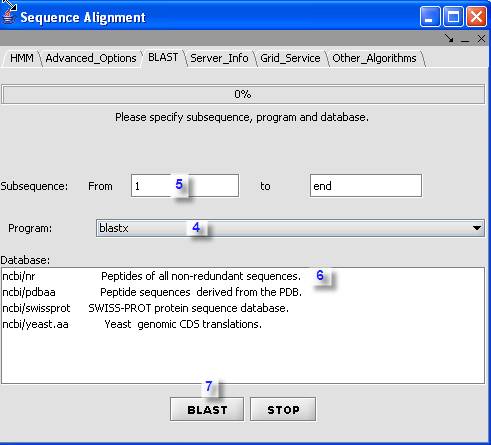 Sequence Alignment
HMM Advanced_Options BLAST Server_Info Grid_Service Other_Algorithms
0%
Please specify subsequence, program and database.
Subsequence: From 1 5 to end
Program: blastx 4
Database:
ncbi/nr Peptides of all non-redundant sequences. 6
ncbi/pdbaa Peptide sequences derived from the PDB.
ncbi/swissprot SWISS-PROT protein sequence database.
ncbi/yeast.aa Yeast genomic CDS translations.
7
BLAST STOP